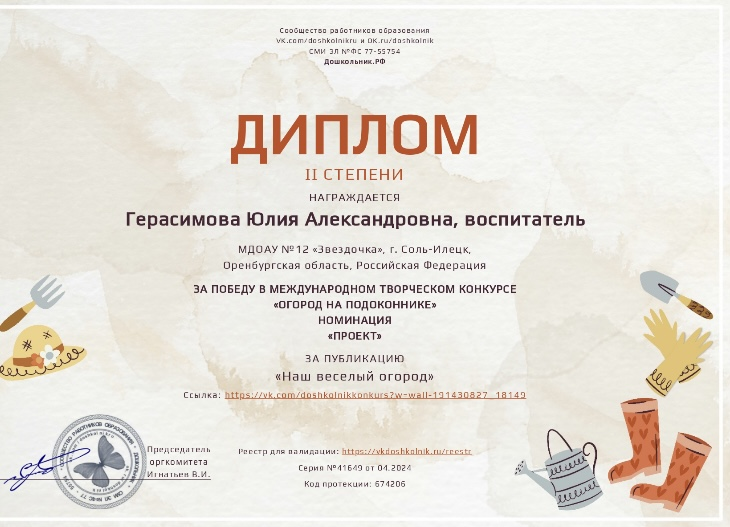 Сообщество работников образования
VK.com/doshkolnikru и OK.ru/doshkolnik
СМИ ЭЛ №ФС 77-55754
Дошкольник.РФ
ДИПЛОМ
II СТЕПЕНИ
НАГРАЖДАЕТСЯ
Герасимова Юлия Александровна, воспитатель
МДОАУ №12 «Звездочка», г. Соль-Илецк,
Оренбургская область, Российская Федерация
ЗА ПОБЕДУ В МЕЖДУНАРОДНОМ ТВОРЧЕСКОМ КОНКУРСЕ
«ОГОРОД НА ПОДОКОННИКЕ»
НОМИНАЦИЯ
«ПРОЕКТ»
ЗА ПУБЛИКАЦИЮ
«Наш веселый огород»
Ссылка: https://vk.com/doshkolnikkonkurs?w=wall-191430827_18149
Председатель
оргкомитета
Игнатьев В.И.
Реестр для валидации: https://vkdoshkolnik.ru/reestr
Серия №41649 от 04.2024
Код протекции: 674206